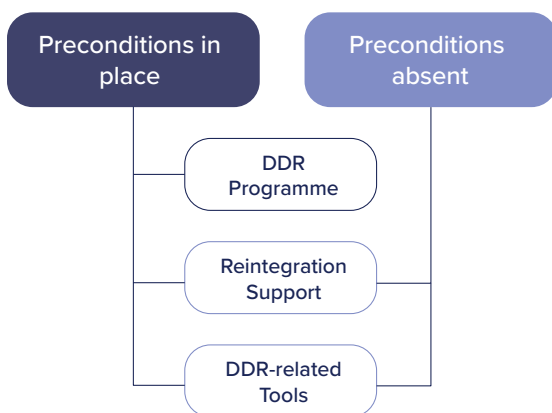 Preconditions in
place
Preconditions
absent
DDR
Programme
Reintegration
Support
DDR-related
Tools